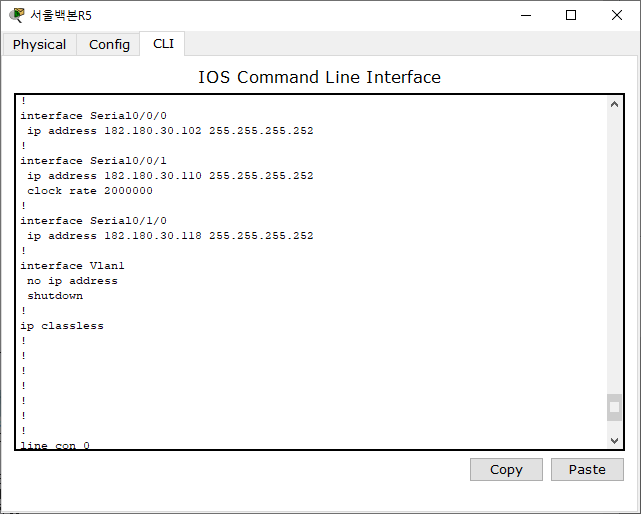 서울백본R5
Physical Config CLI
IOS Command Line Interface
!
interface Serial0/0/0
 ip address 182.180.30.102 255.255.255.252
!
interface Serial0/0/1
 ip address 182.180.30.110 255.255.255.252
 clock rate 2000000
!
interface Serial0/1/0
 ip address 182.180.30.118 255.255.255.252
!
interface Vlan1
 no ip address
 shutdown
!
ip classless
!
!
!
!
!
!
!
line con 0
Copy Paste